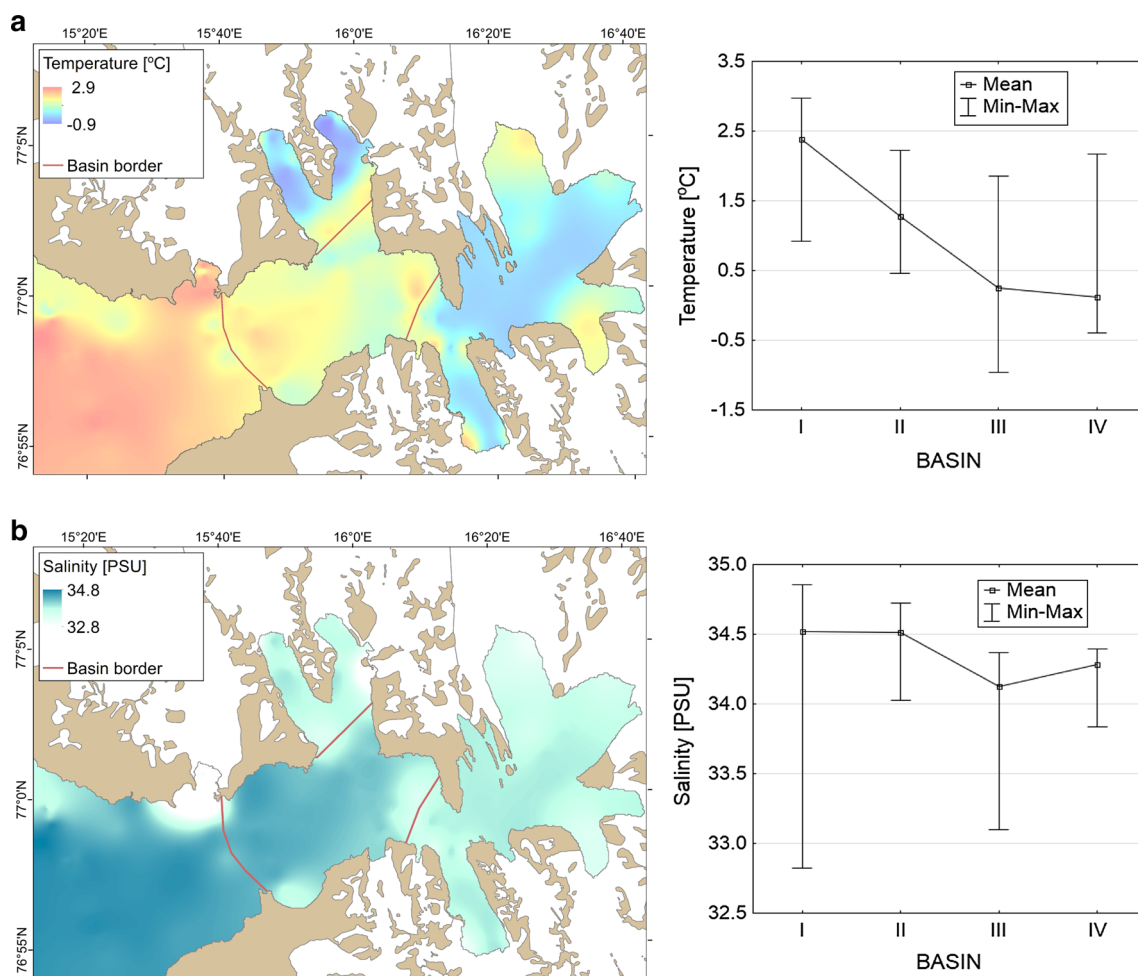 a
15°20'E 15°40'E 16°0'E 16°20'E 16°40'E
Temperature [°C]
2.9
-0.9
Basin border
77°5'N
77°0'N
76°55'N
3.5
2.5
1.5
0.5
-0.5
-1.5
Temperature [°C]
Mean
Min-Max
I II III IV
BASIN
b
15°20'E 15°40'E 16°0'E 16°20'E 16°40'E
Salinity [PSU]
34.8
32.8
Basin border
77°5'N
77°0'N
76°55'N
35.0
34.5
34.0
33.5
33.0
32.5
Salinity [PSU]
Mean
Min-Max
I II III IV
BASIN